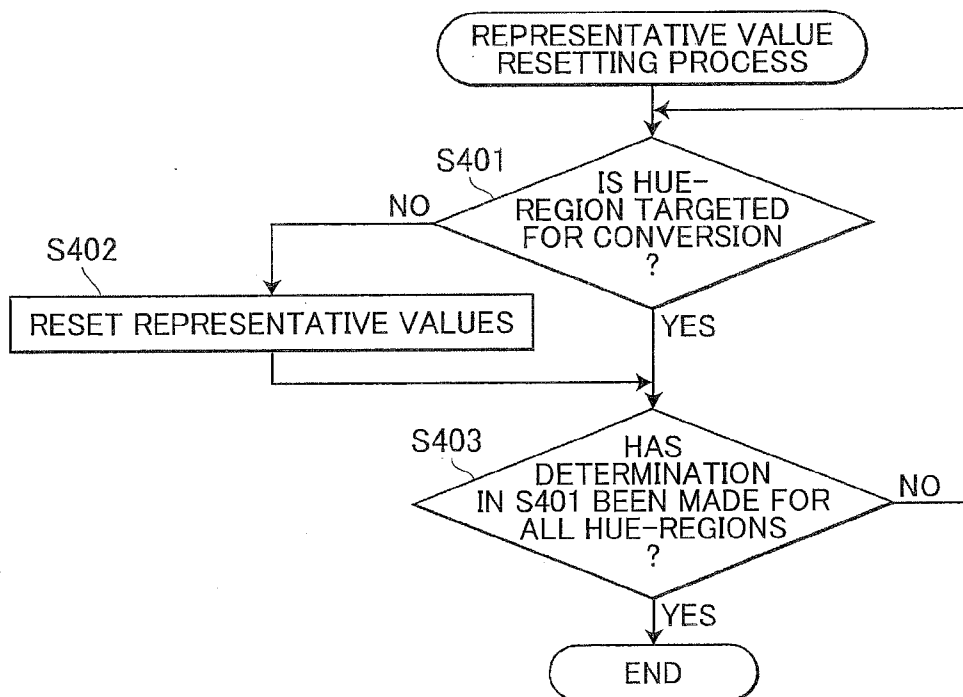 REPRESENTATIVE VALUE
RESETTING PROCESS
S401
IS HUE-
REGION TARGETED
FOR CONVERSION
?
NO
S402
RESET REPRESENTATIVE VALUES
YES
S403
HAS
DETERMINATION
IN S401 BEEN MADE FOR
ALL HUE-REGIONS
?
NO
YES
END